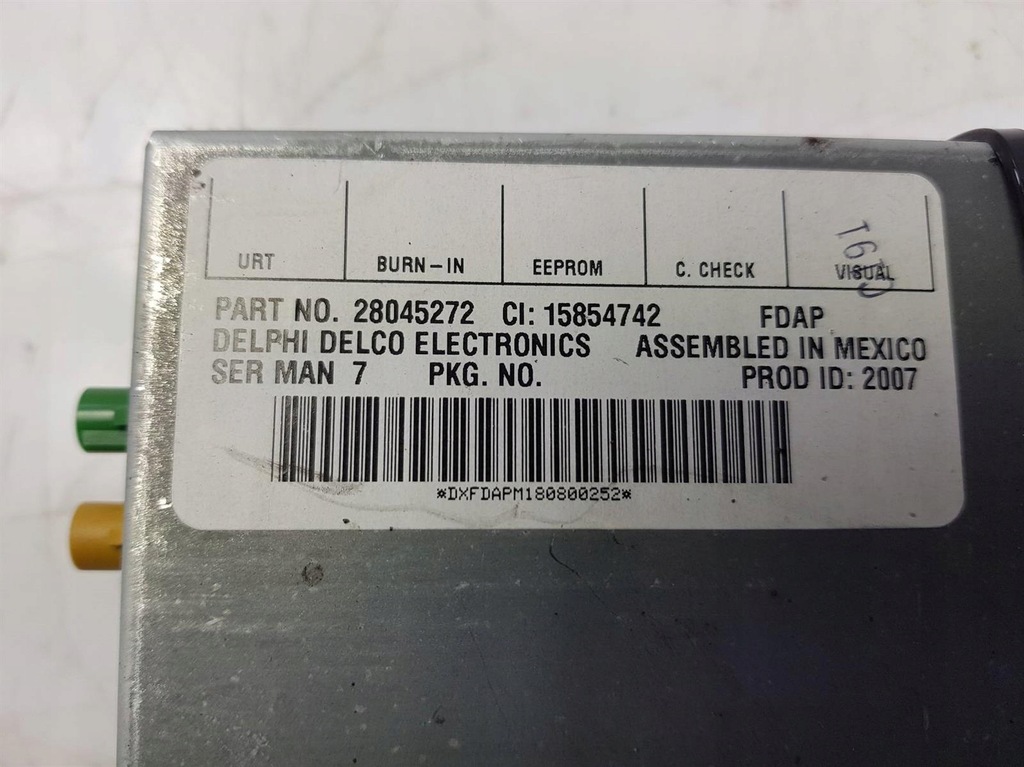 URT BURN-IN EEPROM C. CHECK VISUAL
PART NO. 28045272 CI: 15854742 FDAP
DELPHI DELCO ELECTRONICS ASSEMBLED IN MEXICO
SER MAN 7 PKG. NO. PROD ID: 2007
*DXFDAPM180800252*